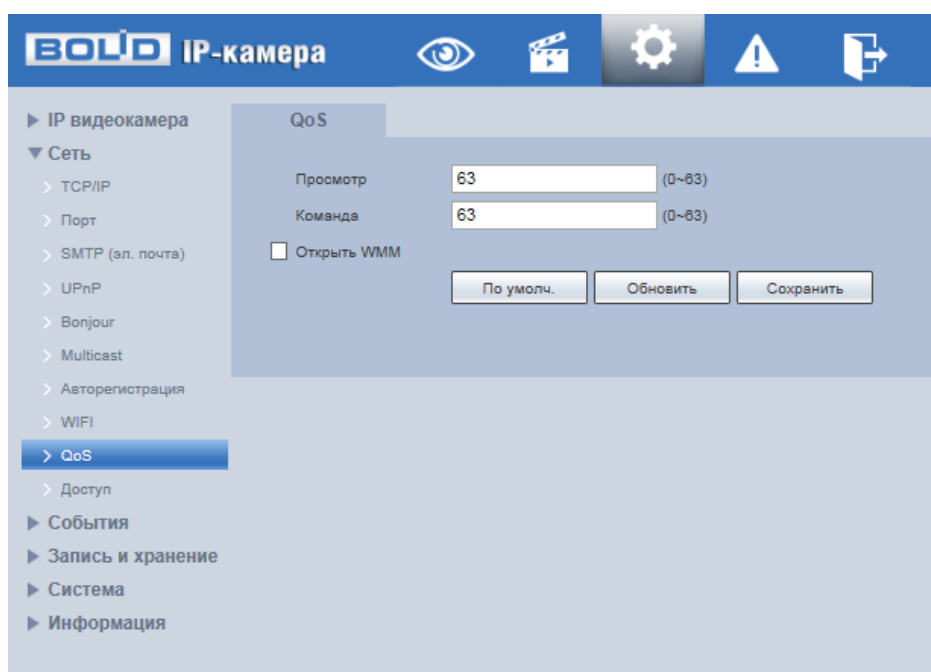 BOLID IP-камера
IP видеокамера
Сеть
TCP/IP
Порт
SMTP (эл. почта)
UPnP
Bonjour
Multicast
Авторегистрация
WIFI
QoS
Доступ
События
Запись и хранение
Система
Информация
QoS
Просмотр 63 (0~63)
Команда 63 (0~63)
Открыть WMM
По умолч. Обновить Сохранить